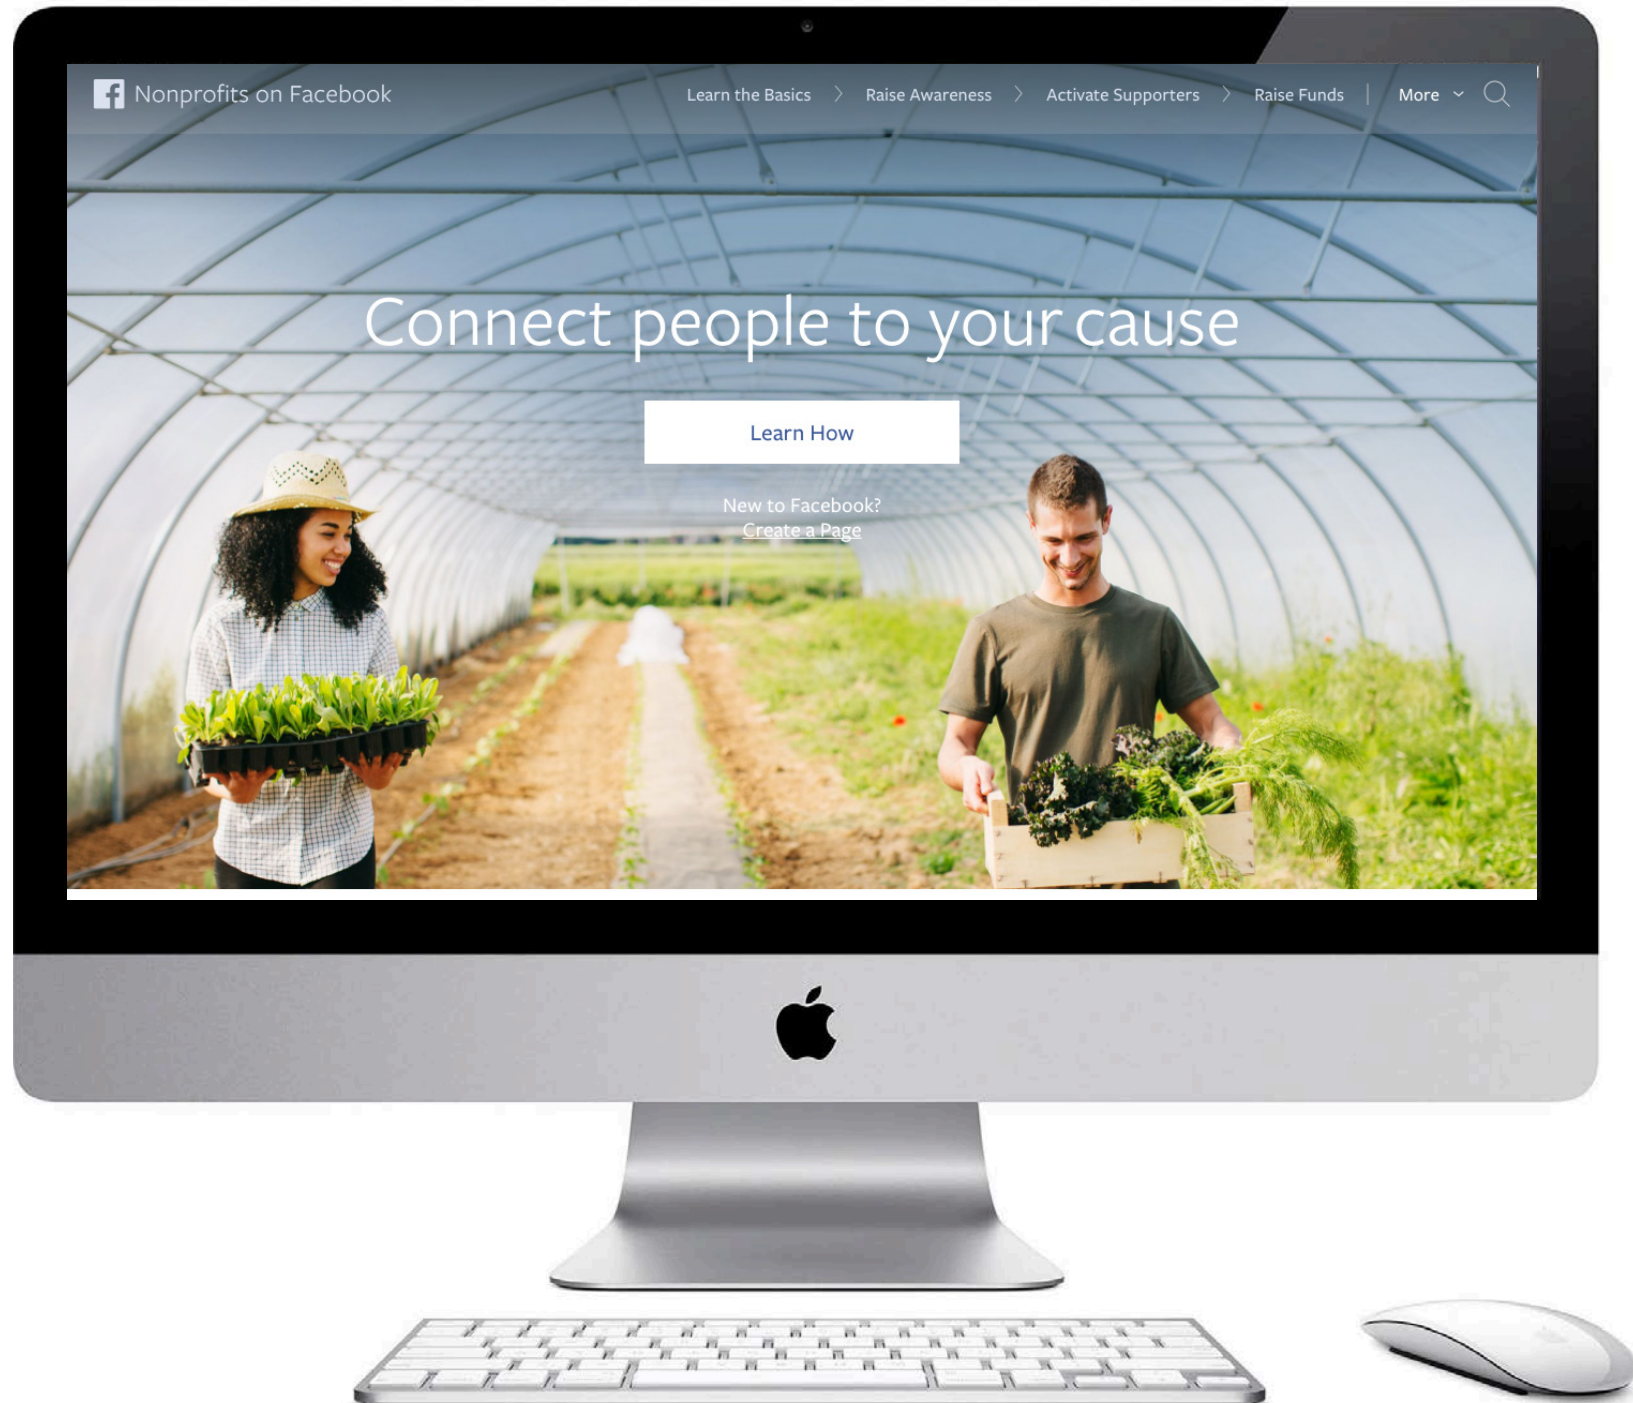 Nonprofits on Facebook
Learn the Basics
Raise Awareness
Activate Supporters
Raise Funds
More
Connect people to your cause
Learn How
New to Facebook?
Create a Page